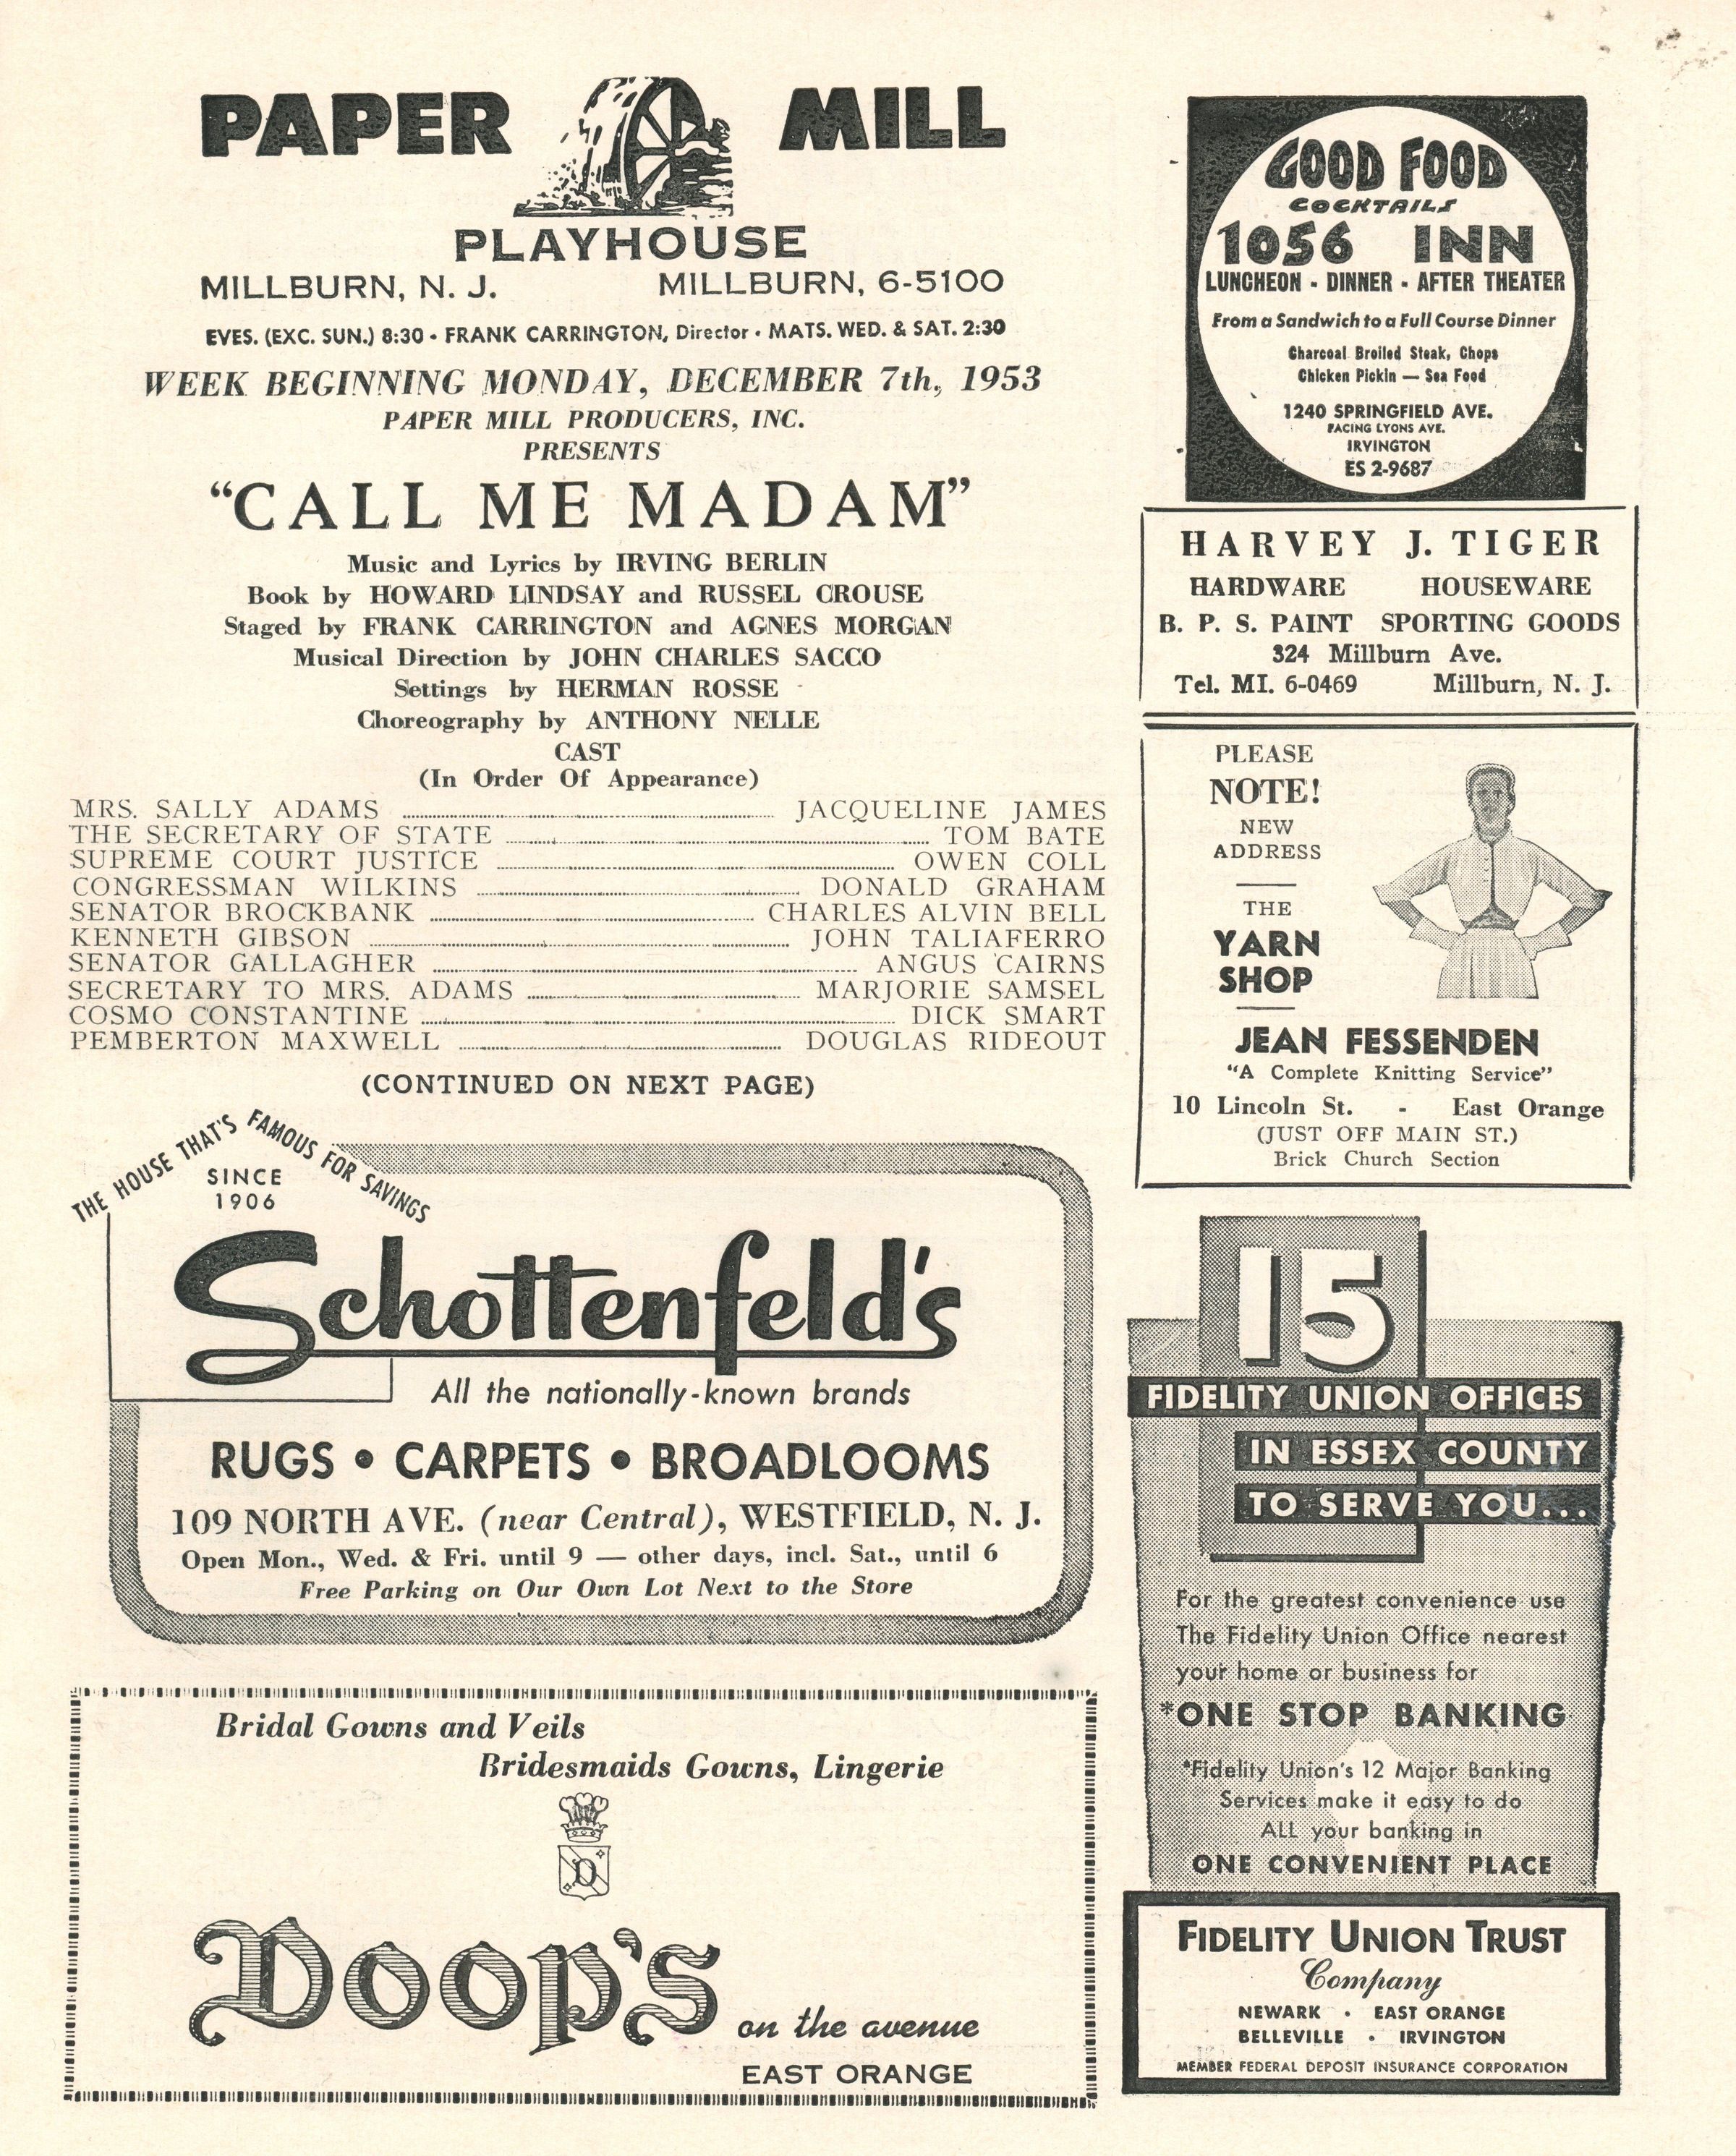 PAPER MILL
PLAYHOUSE
MILLBURN, N. J. MILLBURN, 6-5100
EVES. (EXC. SUN.) 8:30 • FRANK CARRINGTON, Director • MATS. WED. & SAT. 2:30
WEEK BEGINNING MONDAY, DECEMBER 7th, 1953
PAPER MILL PRODUCERS, INC.
PRESENTS
"CALL ME MADAM"
Music and Lyrics by IRVING BERLIN
Book by HOWARD LINDSAY and RUSSEL CROUSE
Staged by FRANK CARRINGTON and AGNES MORGAN
Musical Direction by JOHN CHARLES SACCO
Settings by HERMAN ROSSE
Choreography by ANTHONY NELLE
CAST
(In Order Of Appearance)
MRS. SALLY ADAMS ........ JACQUELINE JAMES
THE SECRETARY OF STATE ........ TOM BATE
SUPREME COURT JUSTICE ........ OWEN COLL
CONGRESSMAN WILKINS ........ DONALD GRAHAM
SENATOR BROCKBANK ........ CHARLES ALVIN BELL
KENNETH GIBSON ........ JOHN TALIAFERRO
SENATOR GALLAGHER ........ ANGUS CAIRNS
SECRETARY TO MRS. ADAMS ........ MARJORIE SAMSEL
COSMO CONSTANTINE ........ DICK SMART
PEMBERTON MAXWELL ........ DOUGLAS RIDEOUT
(CONTINUED ON NEXT PAGE)
THE HOUSE THAT'S FAMOUS FOR SAVINGS
SINCE
1906
Schottenfeld's
All the nationally-known brands
RUGS • CARPETS • BROADLOOMS
109 NORTH AVE. (near Central), WESTFIELD, N. J.
Open Mon., Wed. & Fri. until 9 — other days, incl. Sat., until 6
Free Parking on Our Own Lot Next to the Store
Bridal Gowns and Veils
Bridesmaids Gowns, Lingerie
D
Doop's on the avenue
EAST ORANGE
GOOD FOOD
COCKTAILS
1056 INN
LUNCHEON - DINNER - AFTER THEATER
From a Sandwich to a Full Course Dinner
Charcoal Broiled Steak, Chops
Chicken Pickin — Sea Food
1240 SPRINGFIELD AVE.
FACING LYONS AVE.
IRVINGTON
ES 2-9687
HARVEY J. TIGER
HARDWARE HOUSEWARE
B. P. S. PAINT SPORTING GOODS
324 Millburn Ave.
Tel. MI. 6-0469 Millburn, N. J.
PLEASE
NOTE!
NEW
ADDRESS
THE
YARN
SHOP
JEAN FESSENDEN
"A Complete Knitting Service"
10 Lincoln St. - East Orange
(JUST OFF MAIN ST.)
Brick Church Section
15
FIDELITY UNION OFFICES
IN ESSEX COUNTY
TO SERVE YOU...
For the greatest convenience use
The Fidelity Union Office nearest
your home or business for
*ONE STOP BANKING
*Fidelity Union's 12 Major Banking
Services make it easy to do
ALL your banking in
ONE CONVENIENT PLACE
FIDELITY UNION TRUST
Company
NEWARK • EAST ORANGE
BELLEVILLE • IRVINGTON
MEMBER FEDERAL DEPOSIT INSURANCE CORPORATION